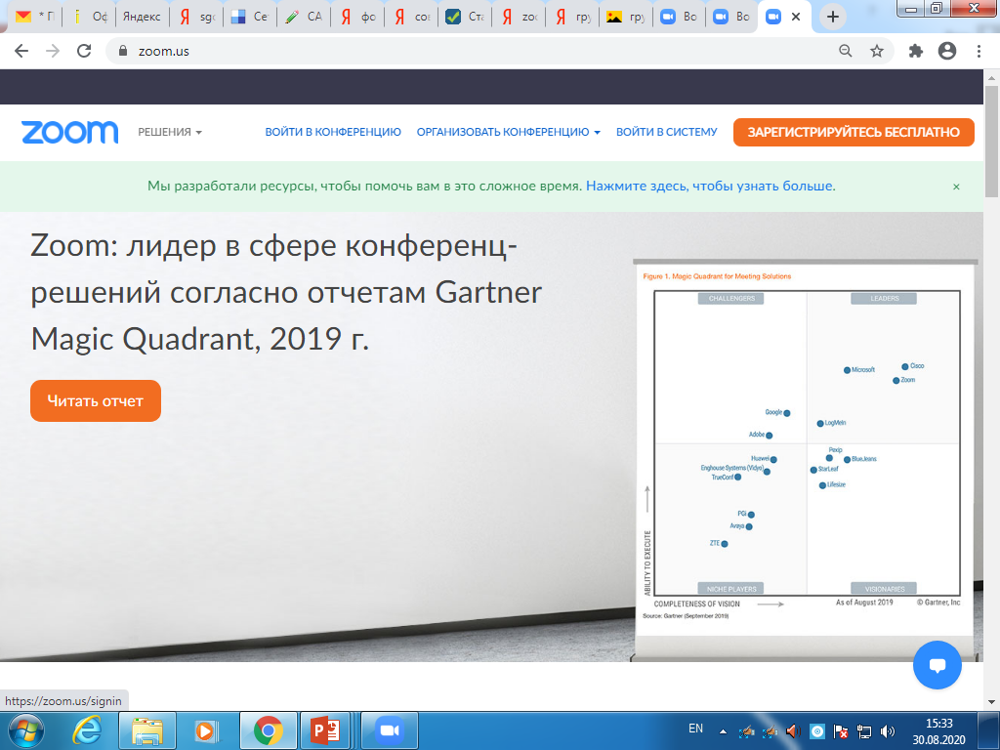 * Г
Оф
Яндекс
sgc
Се
СА
фо
сов
Ста
zoo
гру
гру
Во
Во
zoom.us
zoom
РЕШЕНИЯ
ВОЙТИ В КОНФЕРЕНЦИЮ
ОРГАНИЗОВАТЬ КОНФЕРЕНЦИЮ
ВОЙТИ В СИСТЕМУ
ЗАРЕГИСТРИРУЙТЕСЬ БЕСПЛАТНО
Мы разработали ресурсы, чтобы помочь вам в это сложное время. Нажмите здесь, чтобы узнать больше.
Zoom: лидер в сфере конференц-
решений согласно отчетам Gartner
Magic Quadrant, 2019 г.
Читать отчет
Figure 1. Magic Quadrant for Meeting Solutions
CHALLENGERS
LEADERS
Cisco
Microsoft
Zoom
Google
LogMeIn
Adobe
Pexip
Huawei
BlueJeans
Enghouse Systems (Vidyo)
StarLeaf
TrueConf
Lifesize
PGi
Avaya
ZTE
ABILITY TO EXECUTE
NICHE PLAYERS
VISIONARIES
COMPLETENESS OF VISION
As of August 2019
© Gartner, Inc
Source: Gartner (September 2019)
https://zoom.us/signin
EN
15:33
30.08.2020